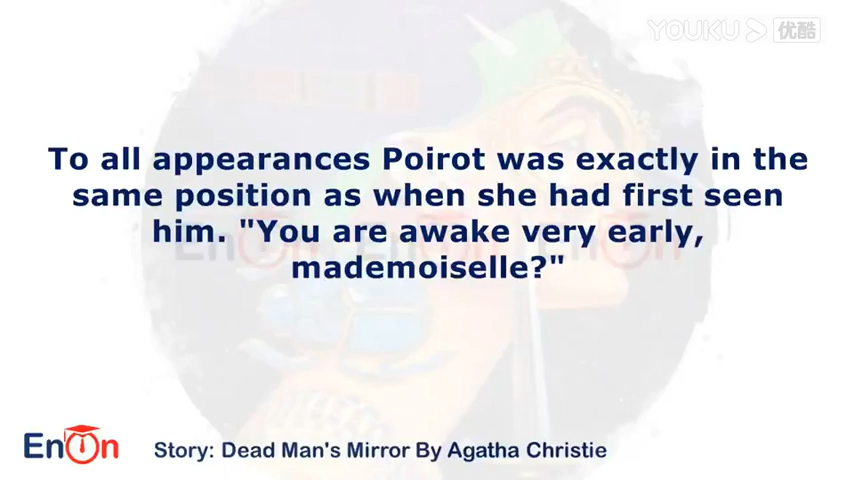 YOUKU 优酷
To all appearances Poirot was exactly in the
same position as when she had first seen
him. "You are awake very early,
mademoiselle?"
EnOn
Story: Dead Man's Mirror By Agatha Christie